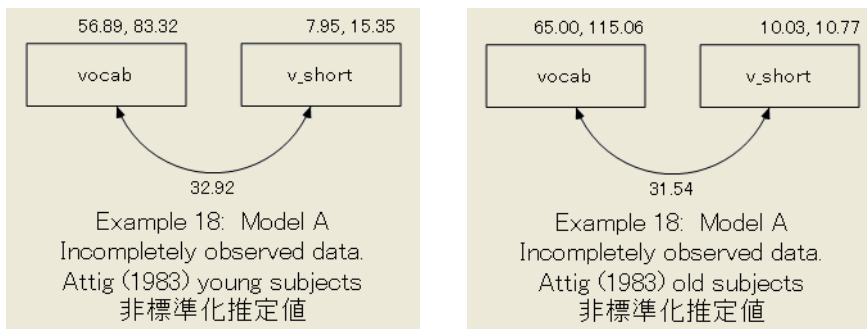 56.89, 83.32
7.95, 15.35
vocab
v_short
32.92
Example 18: Model A
Incompletely observed data.
Attig (1983) young subjects
非標準化推定値
65.00, 115.06
10.03, 10.77
vocab
v_short
31.54
Example 18: Model A
Incompletely observed data.
Attig (1983) old subjects
非標準化推定値